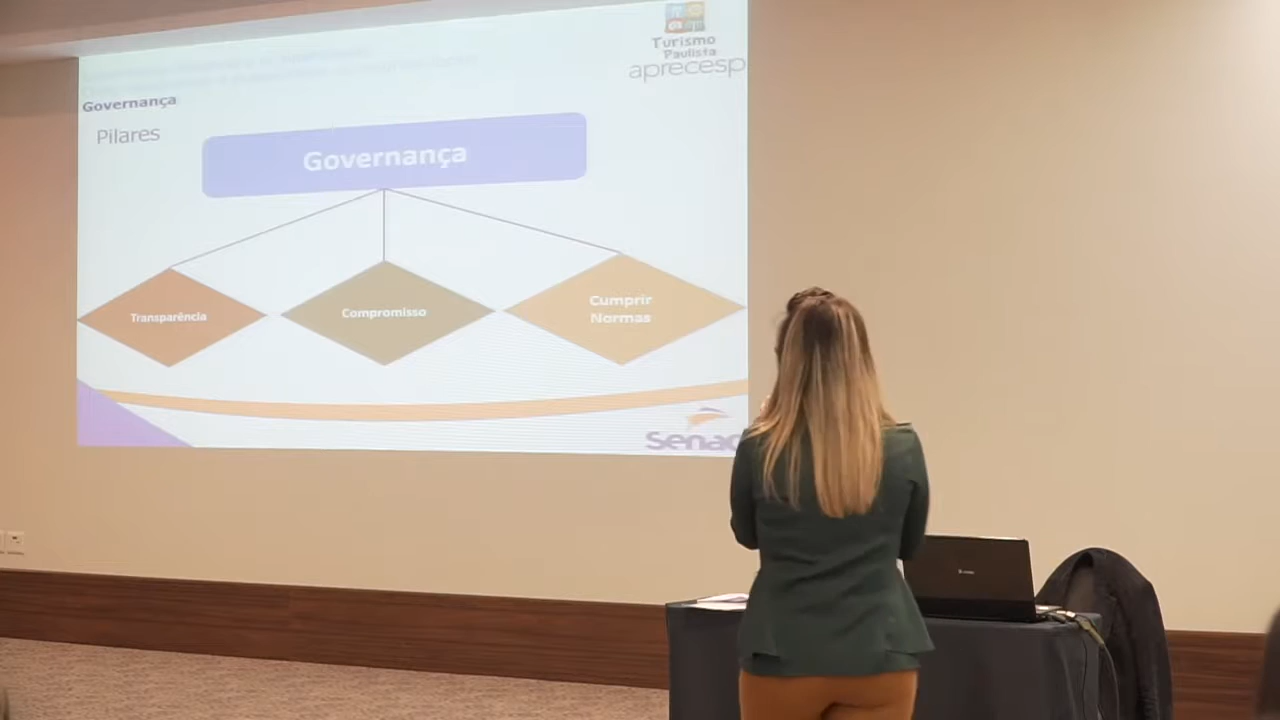 Turismo
Paulista
aprecesp
Governança
Pilares
Governança
Transparência
Compromisso
Cumprir
Normas
Senac